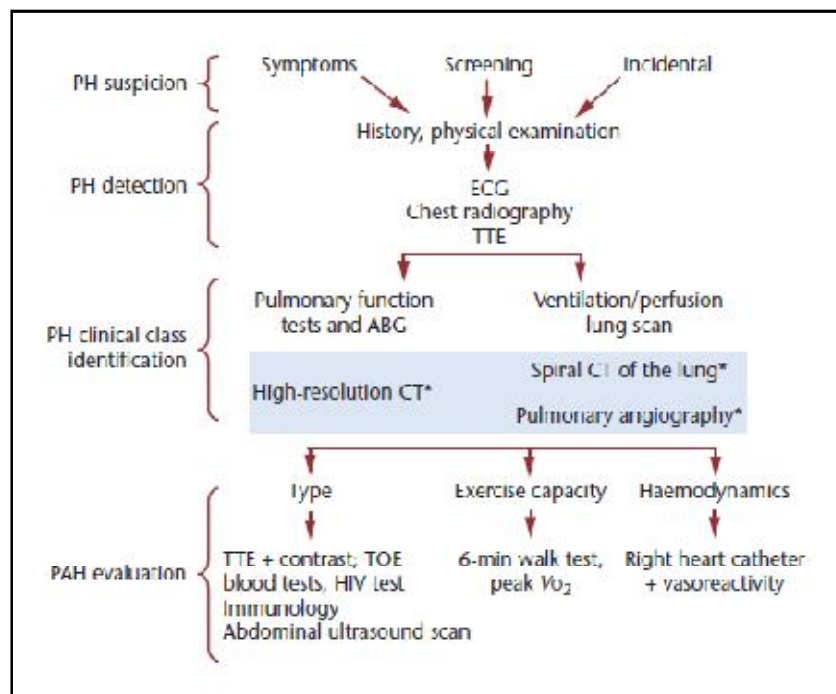 PH suspicion
Symptoms
Screening
Incidental
History, physical examination
PH detection
ECG
Chest radiography
TTE
PH clinical class
identification
Pulmonary function
tests and ABG
Ventilation/perfusion
lung scan
High-resolution CT*
Spiral CT of the lung*
Pulmonary angiography*
PAH evaluation
Type
Exercise capacity
Haemodynamics
TTE + contrast; TOE
blood tests, HIV test
Immunology
Abdominal ultrasound scan
6-min walk test,
peak Vo₂
Right heart catheter
+ vasoreactivity